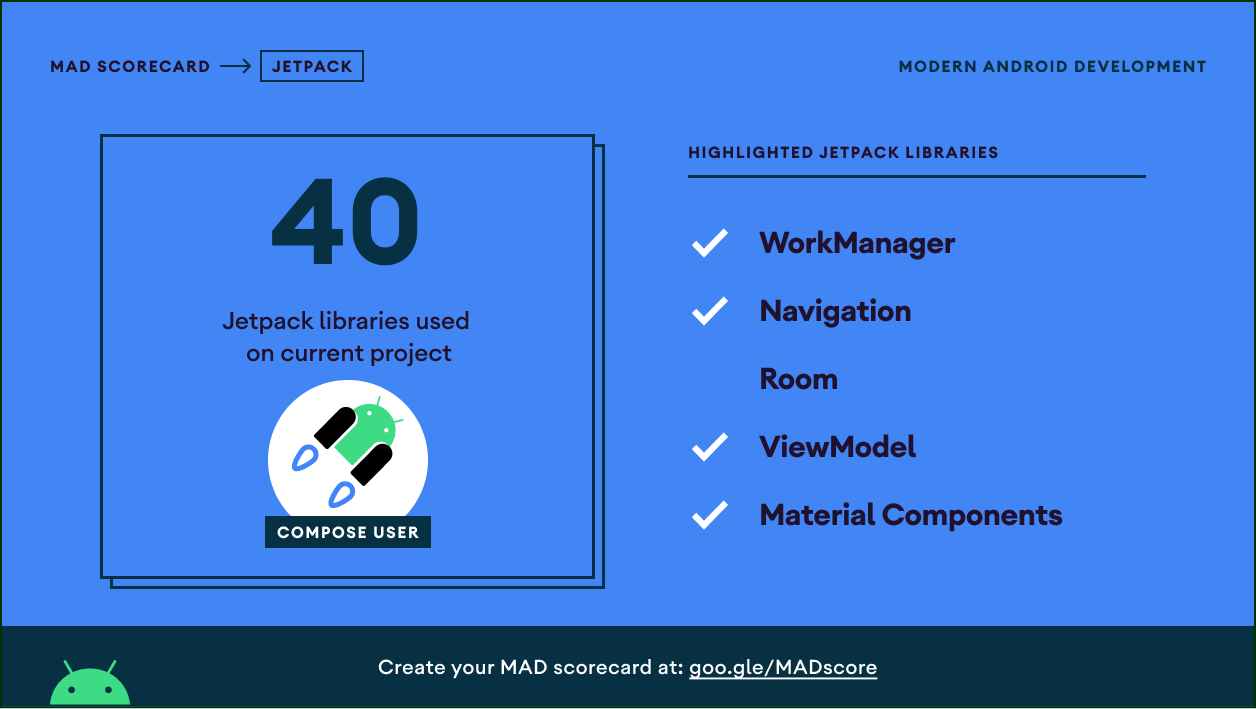 MAD SCORECARD → JETPACK
MODERN ANDROID DEVELOPMENT
40
Jetpack libraries used
on current project
COMPOSE USER
HIGHLIGHTED JETPACK LIBRARIES
WorkManager
Navigation
Room
ViewModel
Material Components
Create your MAD scorecard at: goo.gle/MADscore